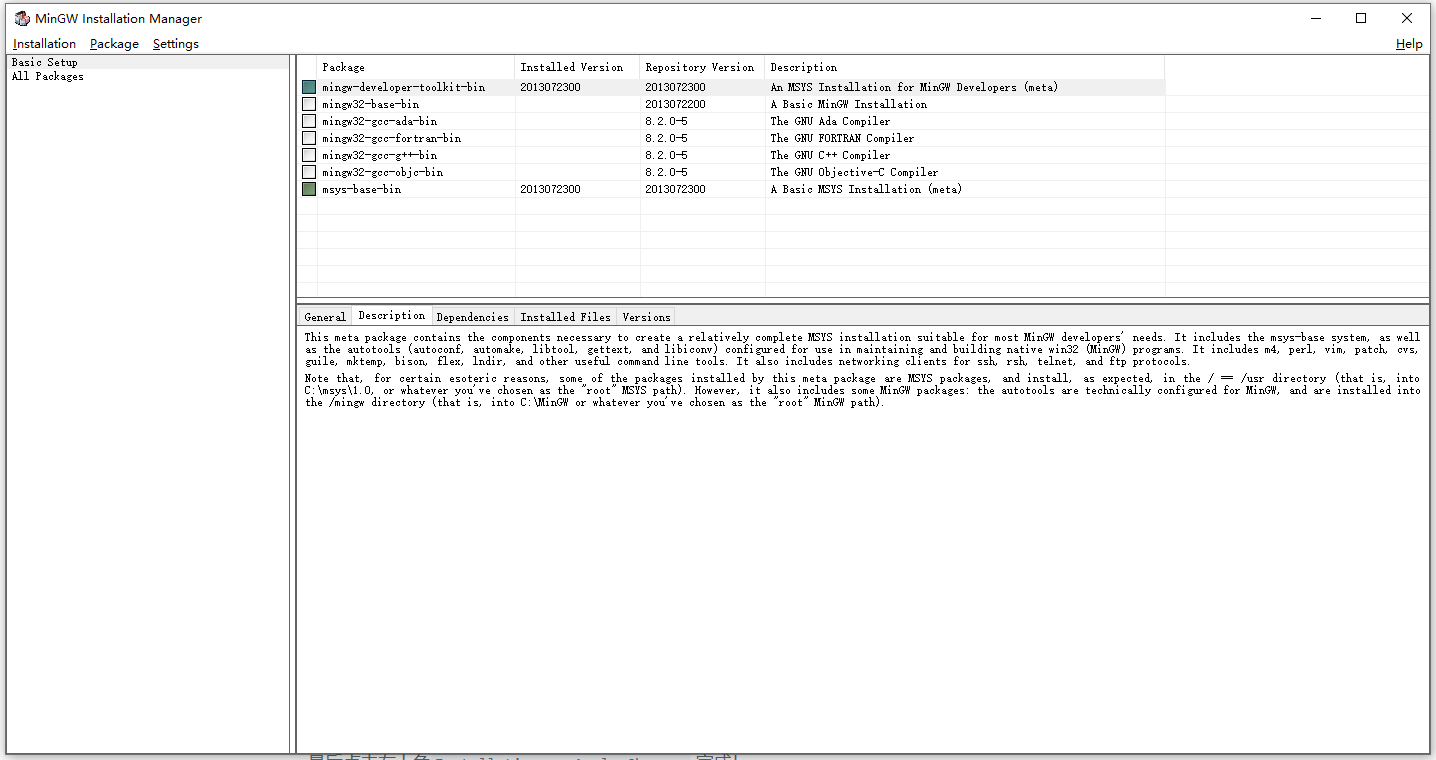 MinGW Installation Manager
Installation Package Settings Help
Basic Setup
All Packages
Package Installed Version Repository Version Description
mingw-developer-toolkit-bin 2013072300 2013072300 An MSYS Installation for MinGW Developers (meta)
mingw32-base-bin 2013072200 A Basic MinGW Installation
mingw32-gcc-ada-bin 8.2.0-5 The GNU Ada Compiler
mingw32-gcc-fortran-bin 8.2.0-5 The GNU FORTRAN Compiler
mingw32-gcc-g++-bin 8.2.0-5 The GNU C++ Compiler
mingw32-gcc-objc-bin 8.2.0-5 The GNU Objective-C Compiler
msys-base-bin 2013072300 2013072300 A Basic MSYS Installation (meta)
General Description Dependencies Installed Files Versions
This meta package contains the components necessary to create a relatively complete MSYS installation suitable for most MinGW developers' needs. It includes the msys-base system, as well
as the autotools (autoconf, automake, libtool, gettext, and libiconv) configured for use in maintaining and building native win32 (MinGW) programs. It includes m4, perl, vim, patch, cvs,
guile, mktemp, bison, flex, lndir, and other useful command line tools. It also includes networking clients for ssh, rsh, telnet, and ftp protocols.
Note that, for certain esoteric reasons, some of the packages installed by this meta package are MSYS packages, and install, as expected, in the / == /usr directory (that is, into
C:\msys\1.0, or whatever you've chosen as the "root" MSYS path). However, it also includes some MinGW packages: the autotools are technically configured for MinGW, and are installed into
the /mingw directory (that is, into C:\MinGW or whatever you've chosen as the "root" MinGW path).